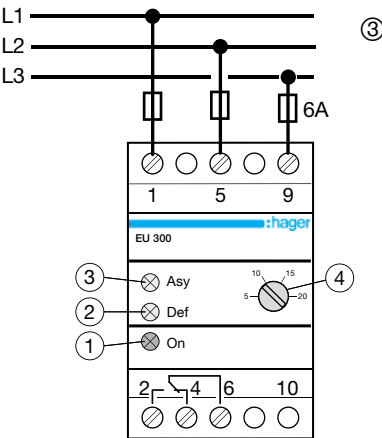 L1
③
L2
L3
6A
1 5 9
:hager
EU 300
③ Asy 10 15 ④
5 20
② Def
① On
2 4 6 10